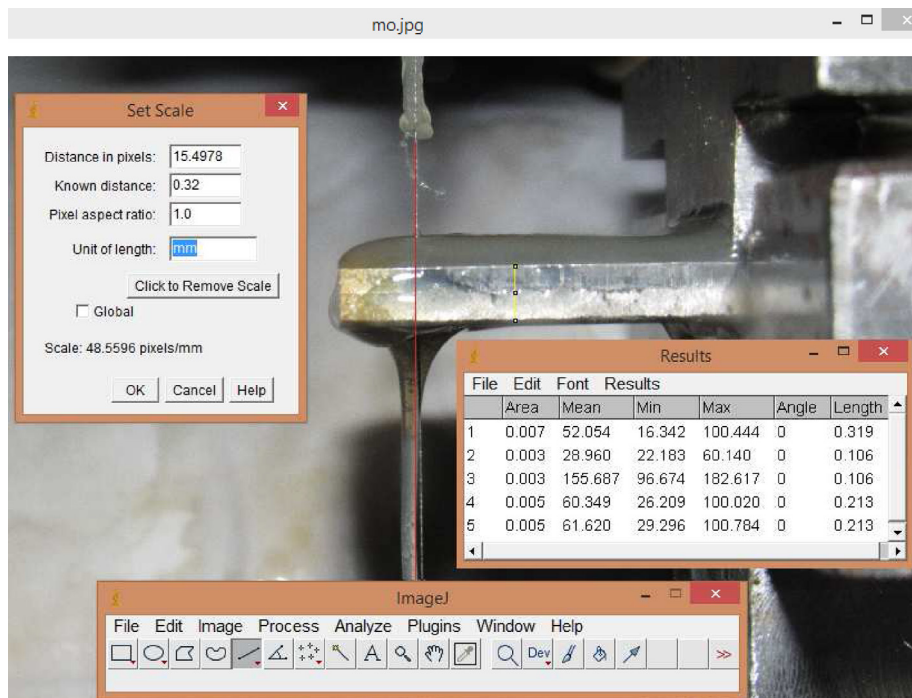 mo.jpg
Set Scale
Distance in pixels: 15.4978
Known distance: 0.32
Pixel aspect ratio: 1.0
Unit of length: mm
Click to Remove Scale
Global
Scale: 48.5596 pixels/mm
OK Cancel Help
Results
File Edit Font Results
Area Mean Min Max Angle Length
1 0.007 52.054 16.342 100.444 0 0.319
2 0.003 28.960 22.183 60.140 0 0.106
3 0.003 155.687 96.674 182.617 0 0.106
4 0.005 60.349 26.209 100.020 0 0.213
5 0.005 61.620 29.296 100.784 0 0.213
ImageJ
File Edit Image Process Analyze Plugins Window Help
A Dev >>